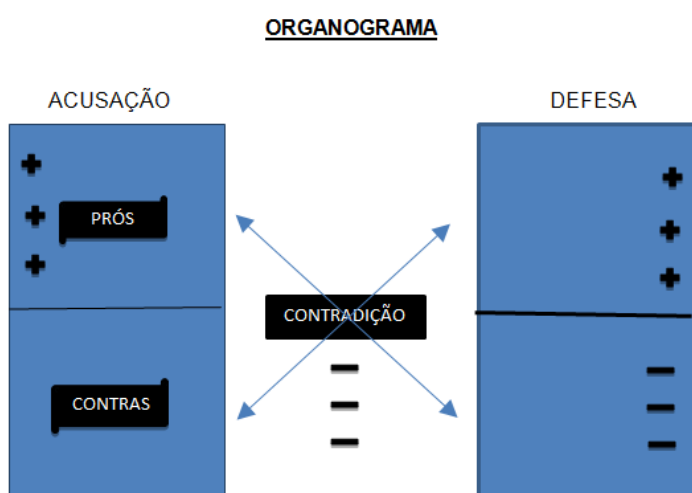 ORGANOGRAMA
ACUSAÇÃO
DEFESA
PRÓS
CONTRADIÇÃO
CONTRAS